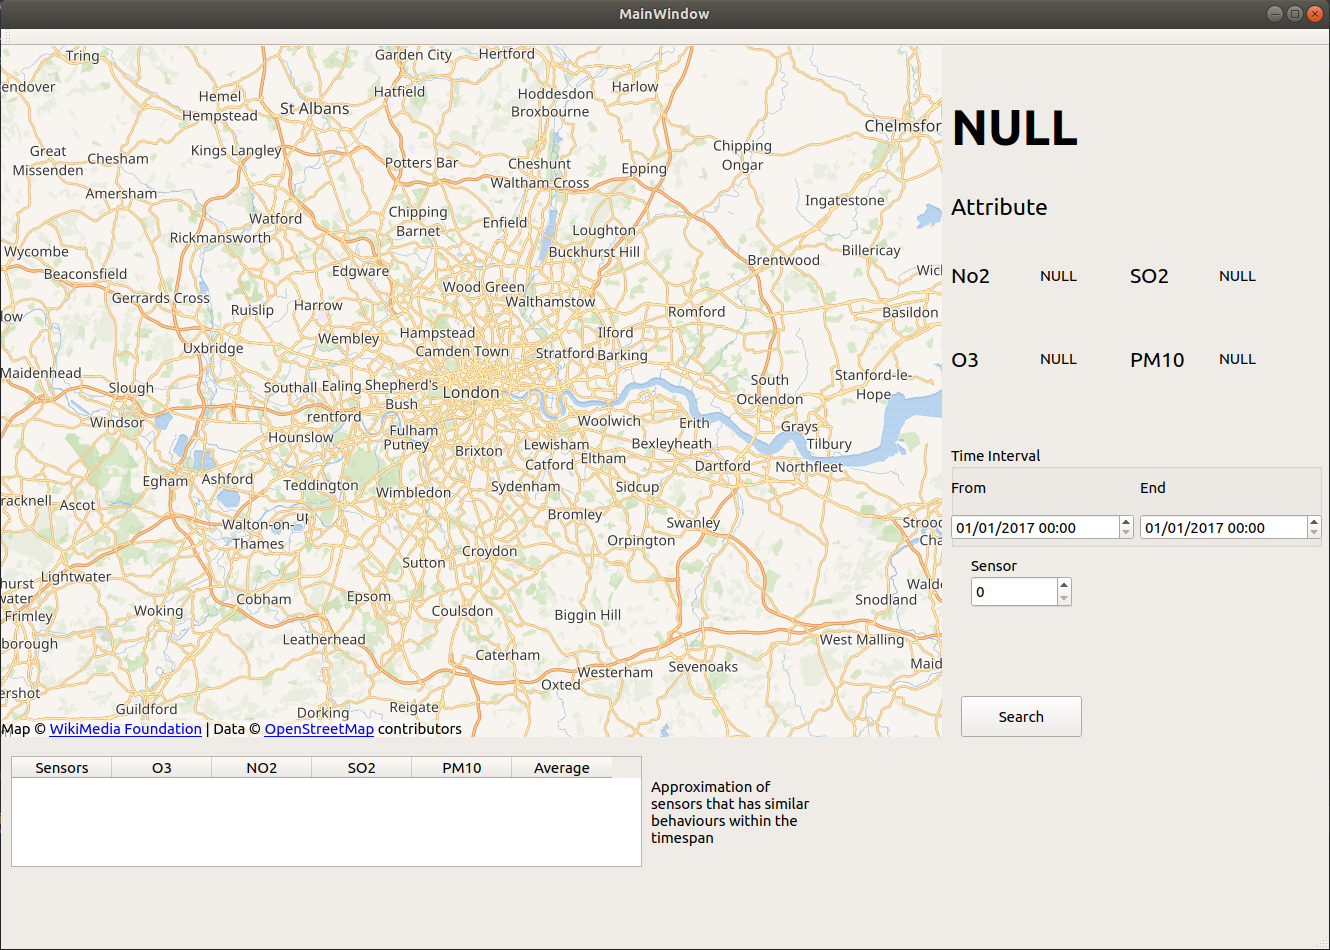 MainWindow
Tring
Garden City
Hertford
endover
Hemel
Hempstead
St Albans
Hatfield
Hoddesdon
Broxbourne
Harlow
Chelmsfor
Great
Missenden
Chesham
Kings Langley
Potters Bar
Cheshunt
Waltham Cross
Epping
Chipping
Ongar
Amersham
Watford
Rickmansworth
Chipping
Barnet
Enfield
Loughton
Buckhurst Hill
Ingatestone
Billericay
Wycombe
Beaconsfield
Edgware
Brentwood
Wicl
Gerrards Cross
Ruislip
Harrow
Wood Green
Walthamstow
Romford
Basildon
low
Uxbridge
Wembley
Hampstead
Camden Town
Stratford
Ilford
Barking
Maidenhead
Slough
Southall
Ealing
Shepherd's
Bush
London
South
Ockendon
Stanford-le-
Hope
Windsor
rentford
Hounslow
Fulham
Putney
Brixton
Lewisham
Catford
Woolwich
Eltham
Erith
Bexleyheath
Grays
Tilbury
Dartford
Northfleet
Egham
Ashford
Teddington
Wimbledon
Sydenham
Sidcup
racknell
Ascot
Walton-on-
Thames
ur
Bromley
Orpington
Swanley
Strood
Cha
Croydon
Sutton
hurst
water
Lightwater
Frimley
Woking
Cobham
Epsom
Coulsdon
Biggin Hill
Snodland
Walde
borough
Leatherhead
Caterham
Westerham
Sevenoaks
West Malling
Maid
ershot
Guildford
Dorking
Reigate
Oxted
Map © WikiMedia Foundation | Data © OpenStreetMap contributors
NULL
Attribute
No2 NULL SO2 NULL
O3 NULL PM10 NULL
Time Interval
From End
01/01/2017 00:00 01/01/2017 00:00
Sensor
0
Search
Sensors O3 NO2 SO2 PM10 Average
Approximation of
sensors that has similar
behaviours within the
timespan